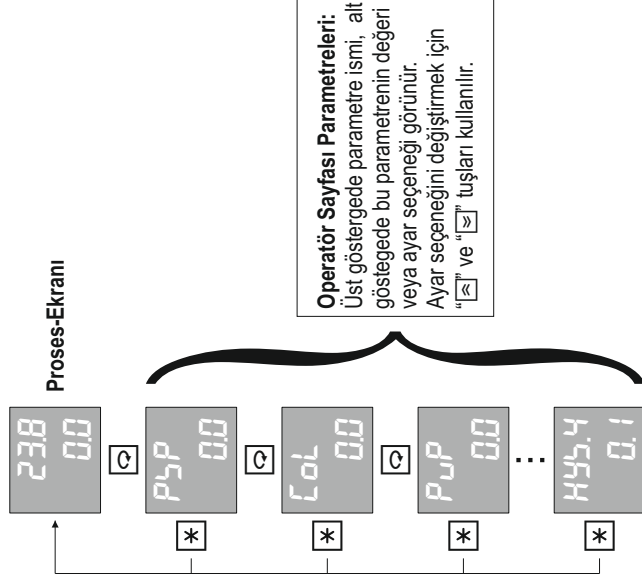 Proses-Ekranı
23.8
0.0
PSP
0.0
CoL
0.0
PvP
0.0
...
HYS.4
0.1
Operatör Sayfası Parametreleri:
Üst göstergede parametre ismi, alt
göstegede bu parametrenin değeri
veya ayar seçeneği görünür.
Ayar seçeneğini değiştirmek için
"︽" ve "︾" tuşları kullanılır.